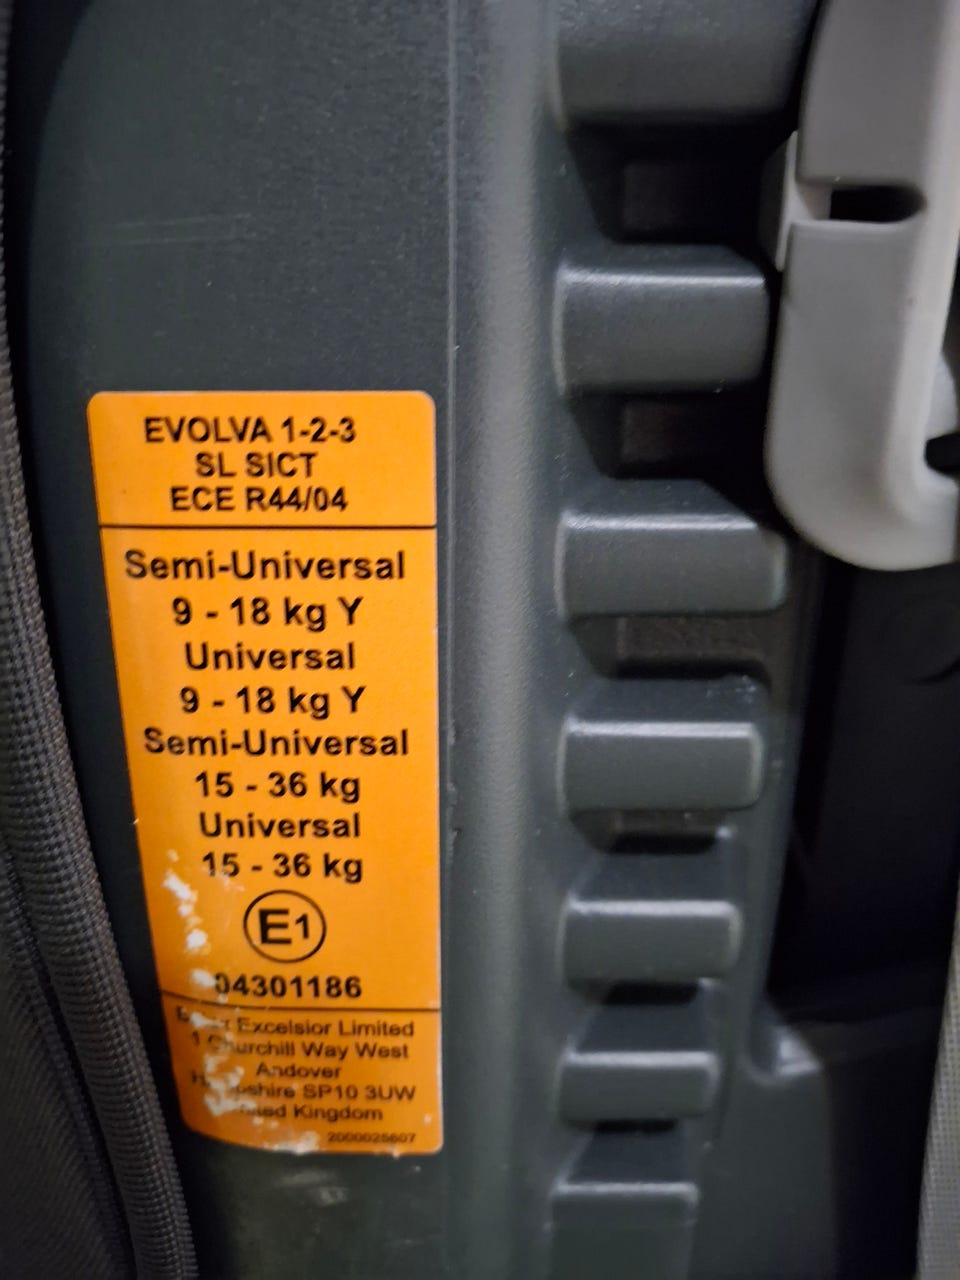 EVOLVA 1-2-3
SL SICT
ECE R44/04
Semi-Universal
9 - 18 kg Y
Universal
9 - 18 kg Y
Semi-Universal
15 - 36 kg
Universal
15 - 36 kg
E1
04301186
Excelsior Limited
1 Churchill Way West
Andover
SP10 3UW
Kingdom
2000025607